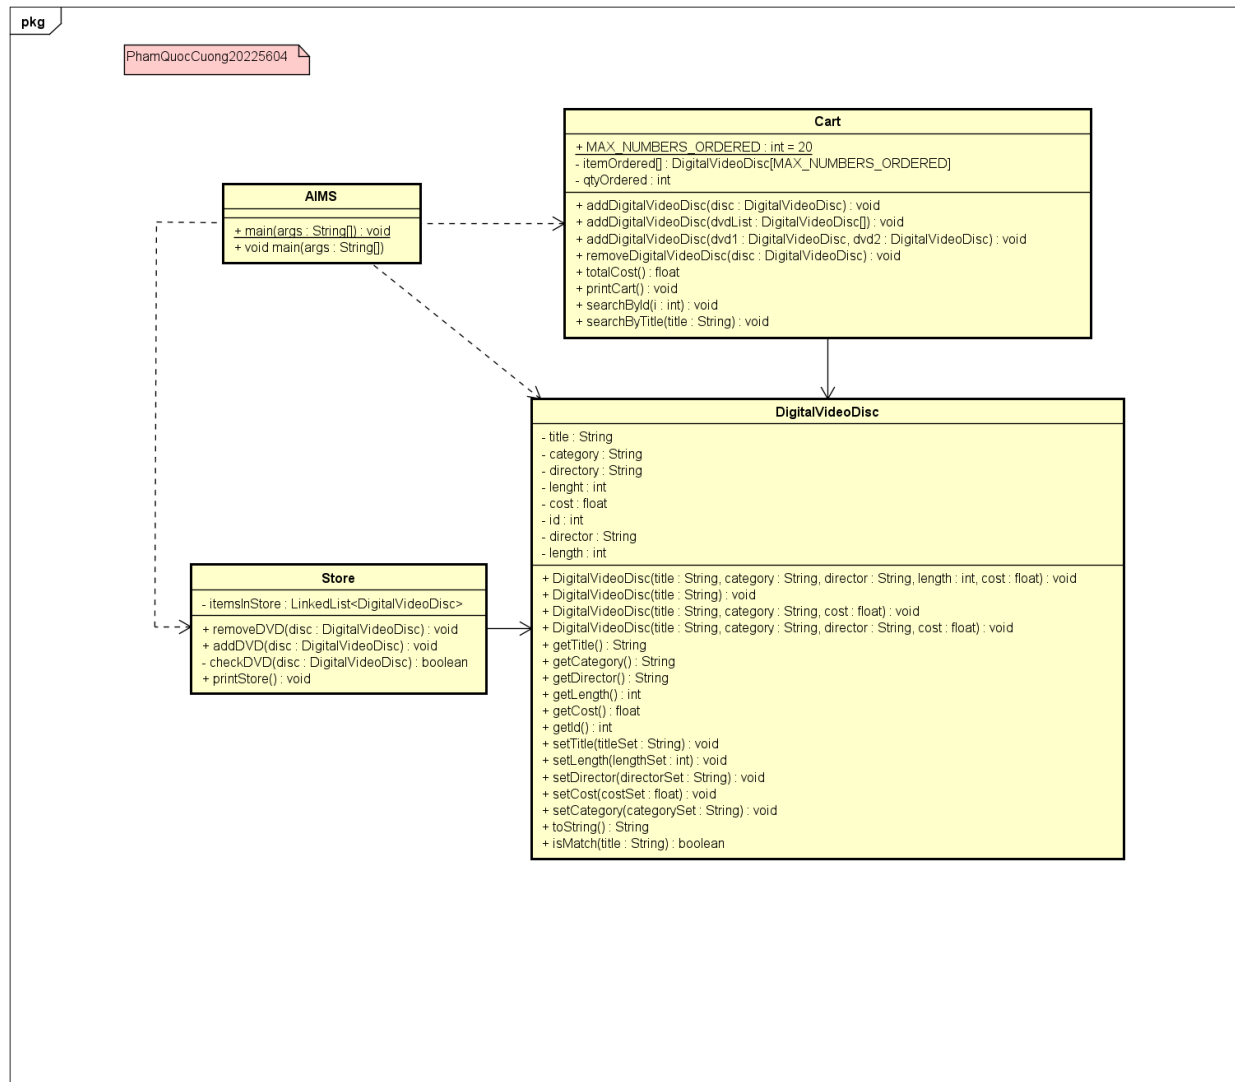 pkg
PhamQuocCuong20225604
Cart
+ MAX_NUMBERS_ORDERED : int = 20
- itemOrdered[] : DigitalVideoDisc[MAX_NUMBERS_ORDERED]
- qtyOrdered : int
+ addDigitalVideoDisc(disc : DigitalVideoDisc) : void
+ addDigitalVideoDisc(dvdList : DigitalVideoDisc[]) : void
+ addDigitalVideoDisc(dvd1 : DigitalVideoDisc, dvd2 : DigitalVideoDisc) : void
+ removeDigitalVideoDisc(disc : DigitalVideoDisc) : void
+ totalCost() : float
+ printCart() : void
+ searchById(i : int) : void
+ searchByTitle(title : String) : void
AIMS
+ main(args : String[]) : void
+ void main(args : String[])
DigitalVideoDisc
- title : String
- category : String
- directory : String
- lenght : int
- cost : float
- id : int
- director : String
- length : int
+ DigitalVideoDisc(title : String, category : String, director : String, length : int, cost : float) : void
+ DigitalVideoDisc(title : String) : void
+ DigitalVideoDisc(title : String, category : String, cost : float) : void
+ DigitalVideoDisc(title : String, category : String, director : String, cost : float) : void
+ getTitle() : String
+ getCategory() : String
+ getDirector() : String
+ getLength() : int
+ getCost() : float
+ getId() : int
+ setTitle(titleSet : String) : void
+ setLength(lengthSet : int) : void
+ setDirector(directorSet : String) : void
+ setCost(costSet : float) : void
+ setCategory(categorySet : String) : void
+ toString() : String
+ isMatch(title : String) : boolean
Store
- itemsInStore : LinkedList<DigitalVideoDisc>
+ removeDVD(disc : DigitalVideoDisc) : void
+ addDVD(disc : DigitalVideoDisc) : void
- checkDVD(disc : DigitalVideoDisc) : boolean
+ printStore() : void